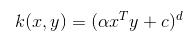 k(x, y) = (αx^T y + c)^d